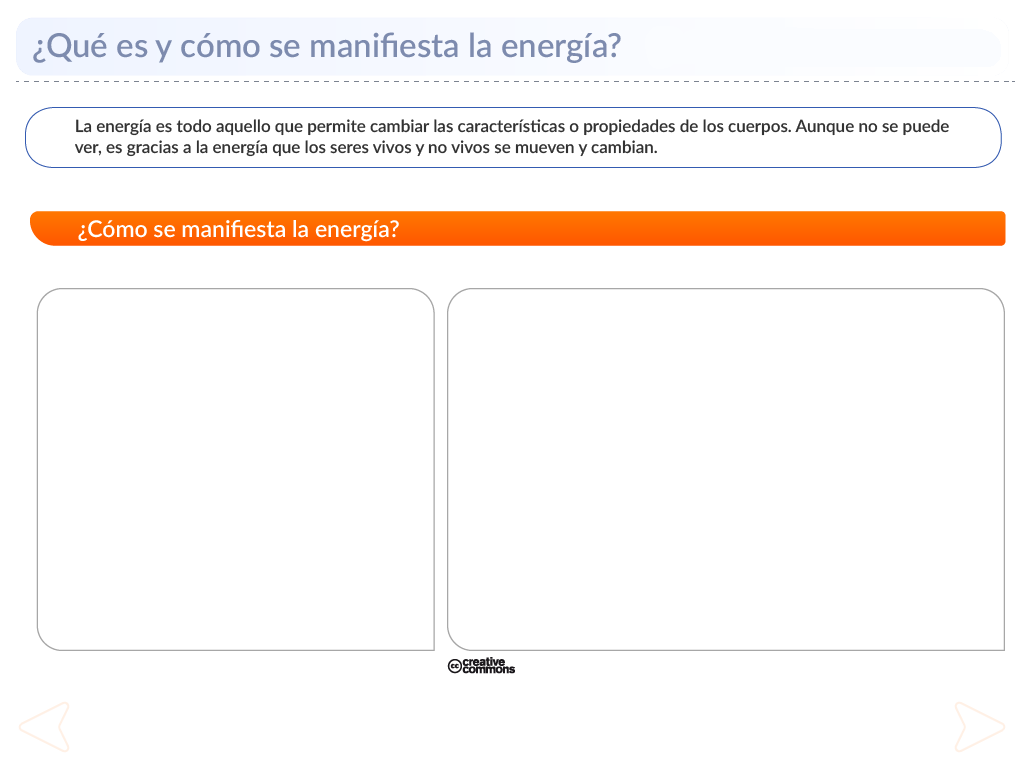 ¿Qué es y cómo se manifiesta la energía?
La energía es todo aquello que permite cambiar las características o propiedades de los cuerpos. Aunque no se puede
ver, es gracias a la energía que los seres vivos y no vivos se mueven y cambian.
¿Cómo se manifiesta la energía?
cc creative
commons